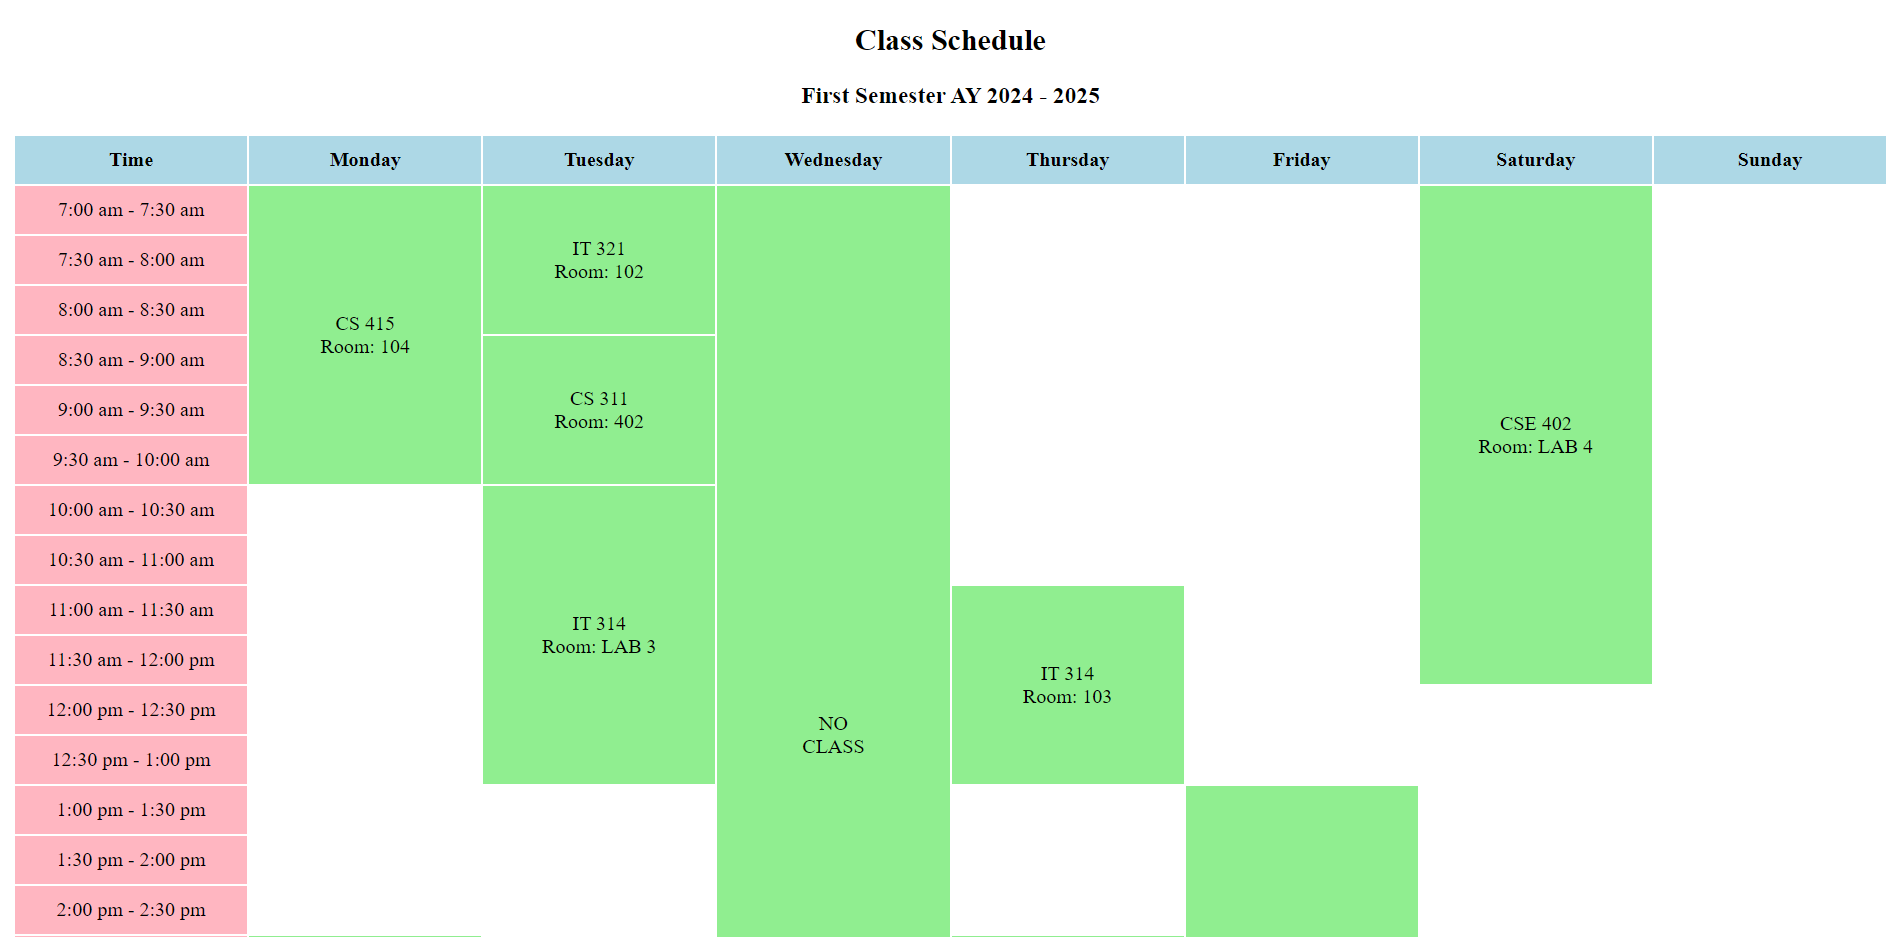 Class Schedule
First Semester AY 2024 - 2025
Time Monday Tuesday Wednesday Thursday Friday Saturday Sunday
7:00 am - 7:30 am
7:30 am - 8:00 am
8:00 am - 8:30 am
8:30 am - 9:00 am
9:00 am - 9:30 am
9:30 am - 10:00 am
10:00 am - 10:30 am
10:30 am - 11:00 am
11:00 am - 11:30 am
11:30 am - 12:00 pm
12:00 pm - 12:30 pm
12:30 pm - 1:00 pm
1:00 pm - 1:30 pm
1:30 pm - 2:00 pm
2:00 pm - 2:30 pm
CS 415
Room: 104
IT 321
Room: 102
CS 311
Room: 402
IT 314
Room: LAB 3
NO
CLASS
IT 314
Room: 103
CSE 402
Room: LAB 4